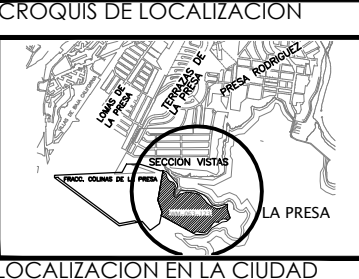 CROQUIS DE LOCALIZACION
LOMAS DE
LA PRESA
TERRAZAS DE
LA PRESA
PRESA RODRIGUEZ
SECCIÓN VISTAS
FRACC. COLINAS DE LA PRESA
LA PRESA
LOCALIZACION EN LA CIUDAD